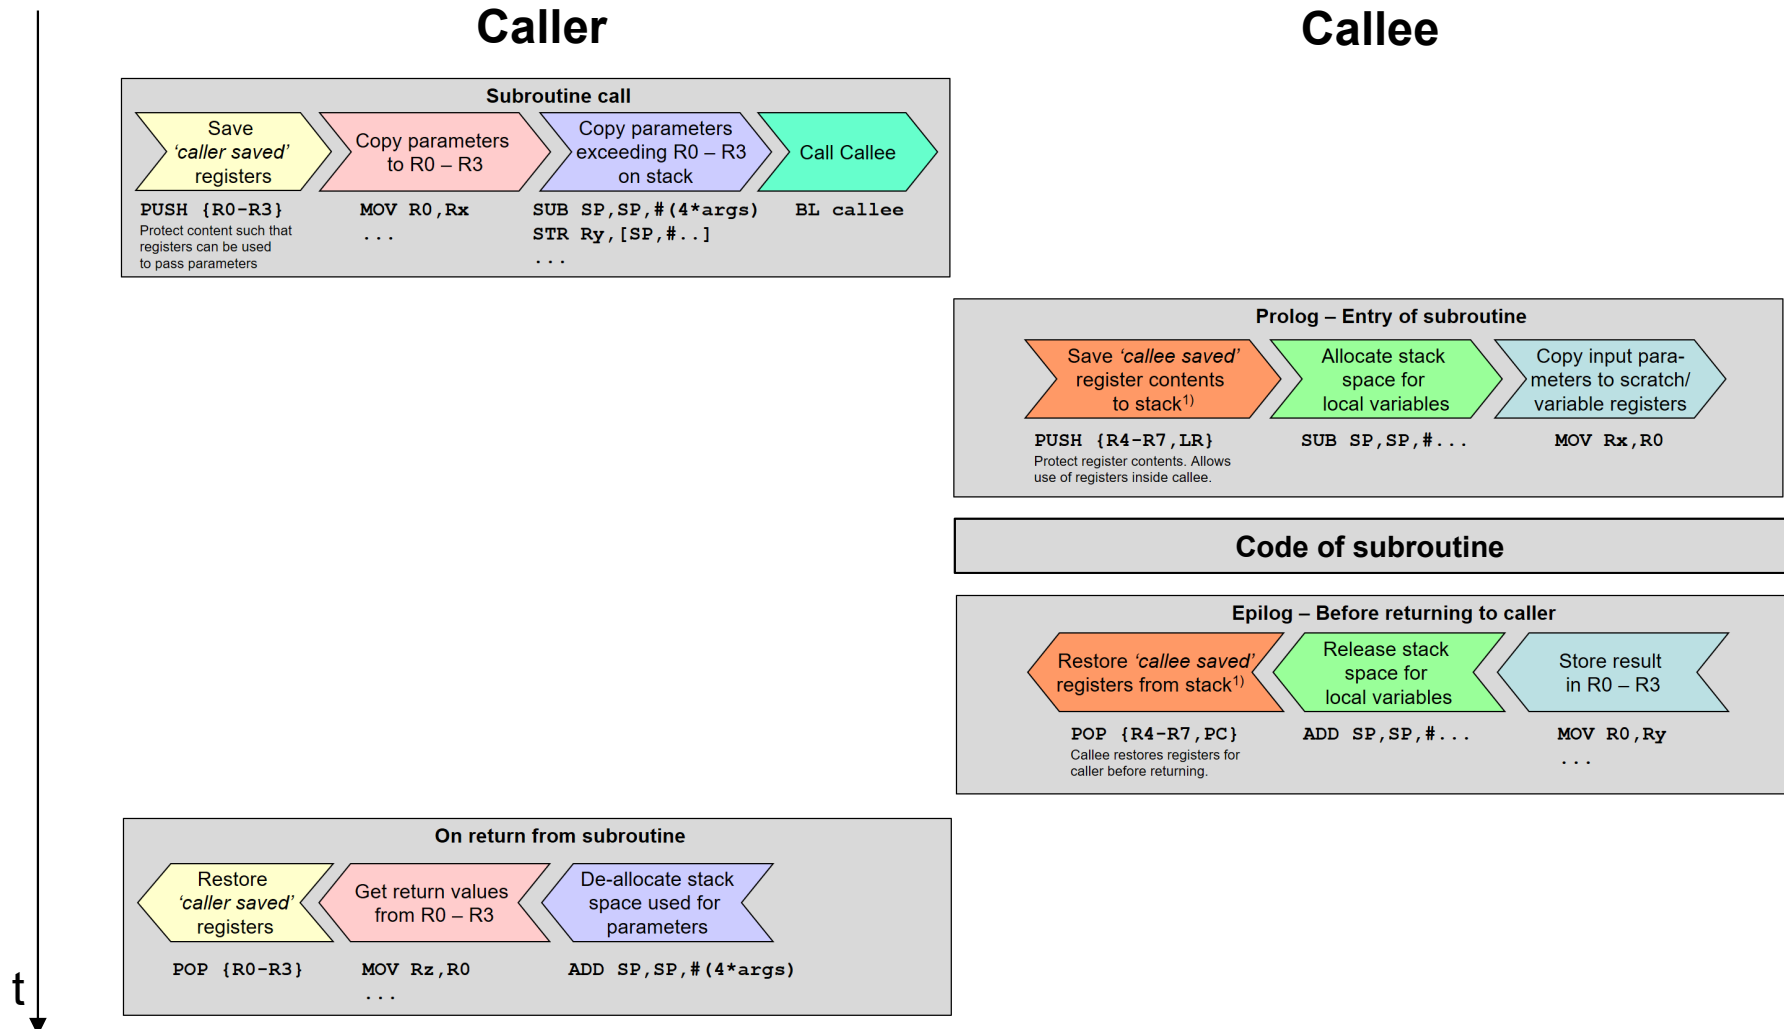 Caller
Callee
Subroutine call
Save
'caller saved'
registers
Copy parameters
to R0 – R3
Copy parameters
exceeding R0 – R3
on stack
Call Callee
PUSH {R0-R3}
Protect content such that
registers can be used
to pass parameters
MOV R0,Rx
...
SUB SP,SP,#(4*args)
STR Ry,[SP,#..]
...
BL callee
Prolog – Entry of subroutine
Save 'callee saved'
register contents
to stack1)
Allocate stack
space for
local variables
Copy input para-
meters to scratch/
variable registers
PUSH {R4-R7,LR}
Protect register contents. Allows
use of registers inside callee.
SUB SP,SP,#...
MOV Rx,R0
Code of subroutine
Epilog – Before returning to caller
Restore 'callee saved'
registers from stack1)
Release stack
space for
local variables
Store result
in R0 – R3
POP {R4-R7,PC}
Callee restores registers for
caller before returning.
ADD SP,SP,#...
MOV R0,Ry
...
On return from subroutine
Restore
'caller saved'
registers
Get return values
from R0 – R3
De-allocate stack
space used for
parameters
POP {R0-R3}
MOV Rz,R0
...
ADD SP,SP,#(4*args)
t